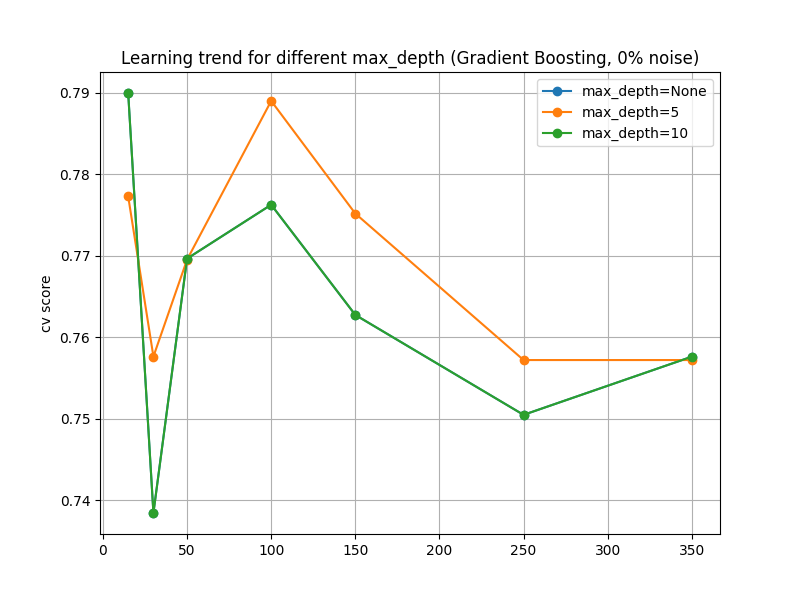 Learning trend for different max_depth (Gradient Boosting, 0% noise)
max_depth=None
max_depth=5
max_depth=10
cv score
0.79
0.78
0.77
0.76
0.75
0.74
0 50 100 150 200 250 300 350